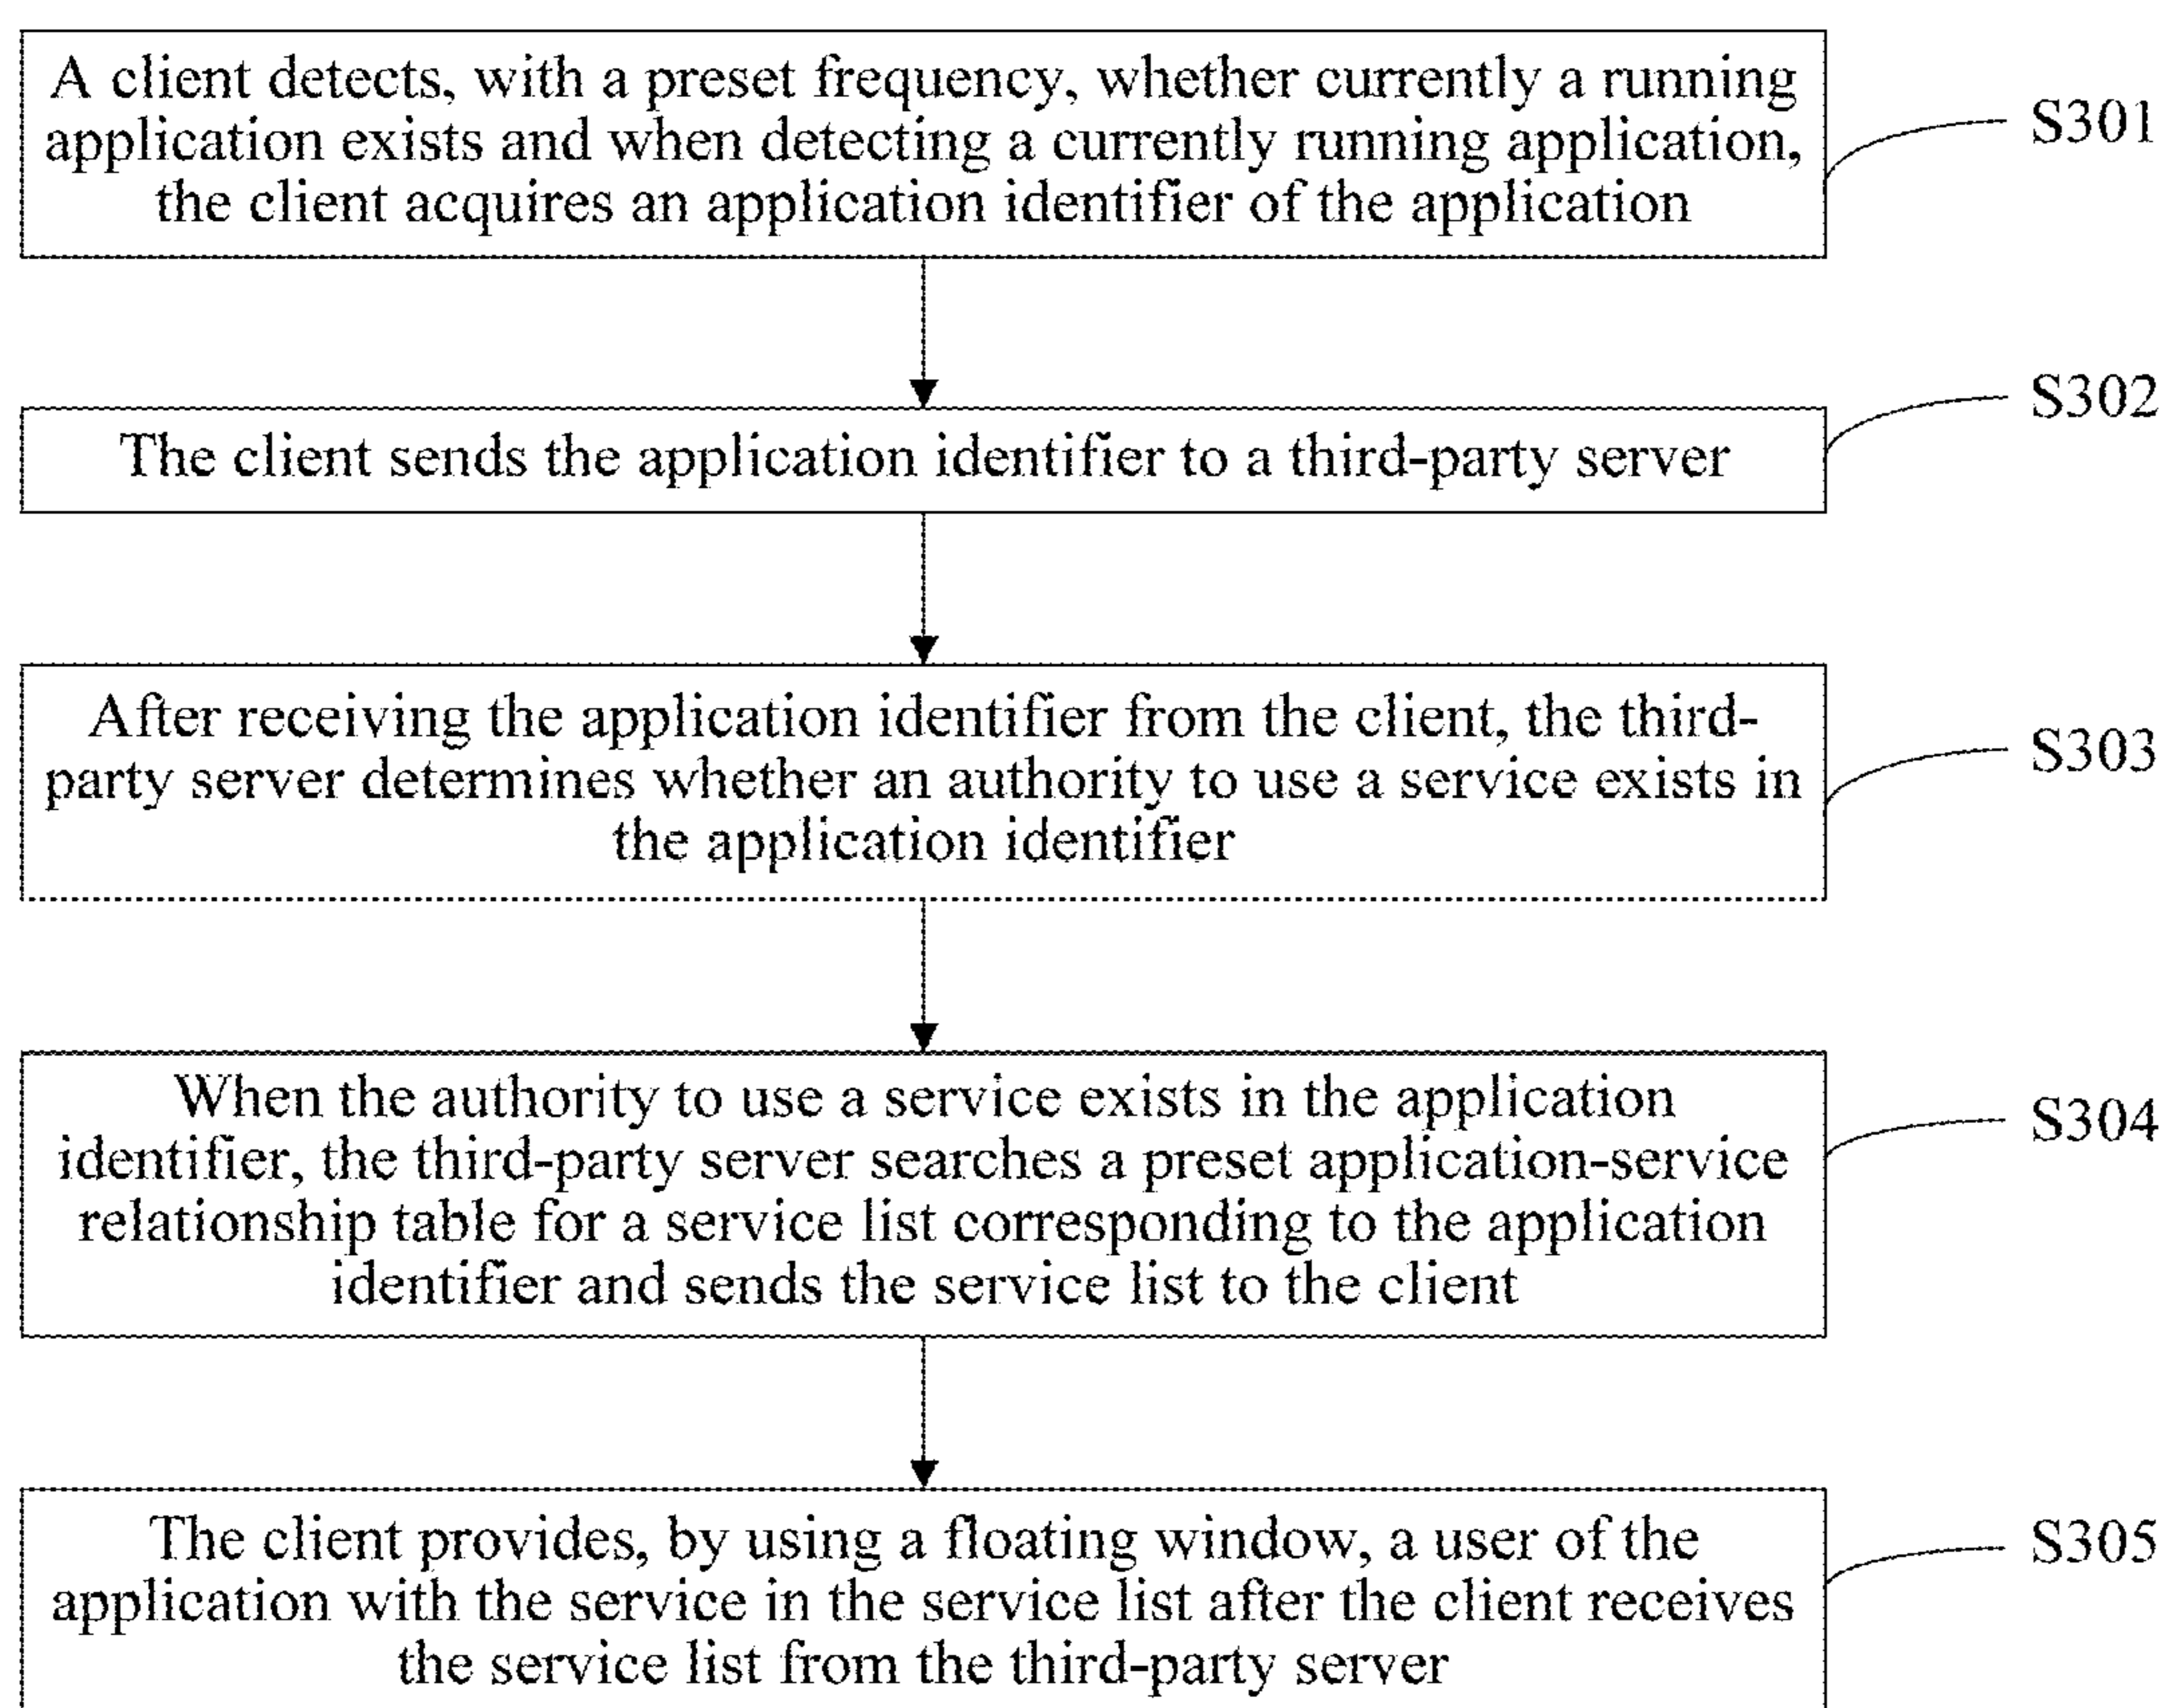 A client detects, with a preset frequency, whether currently a running
application exists and when detecting a currently running application,
the client acquires an application identifier of the application
S301
The client sends the application identifier to a third-party server
S302
After receiving the application identifier from the client, the third-
party server determines whether an authority to use a service exists in
the application identifier
S303
When the authority to use a service exists in the application
identifier, the third-party server searches a preset application-service
relationship table for a service list corresponding to the application
identifier and sends the service list to the client
S304
The client provides, by using a floating window, a user of the
application with the service in the service list after the client receives
the service list from the third-party server
S305